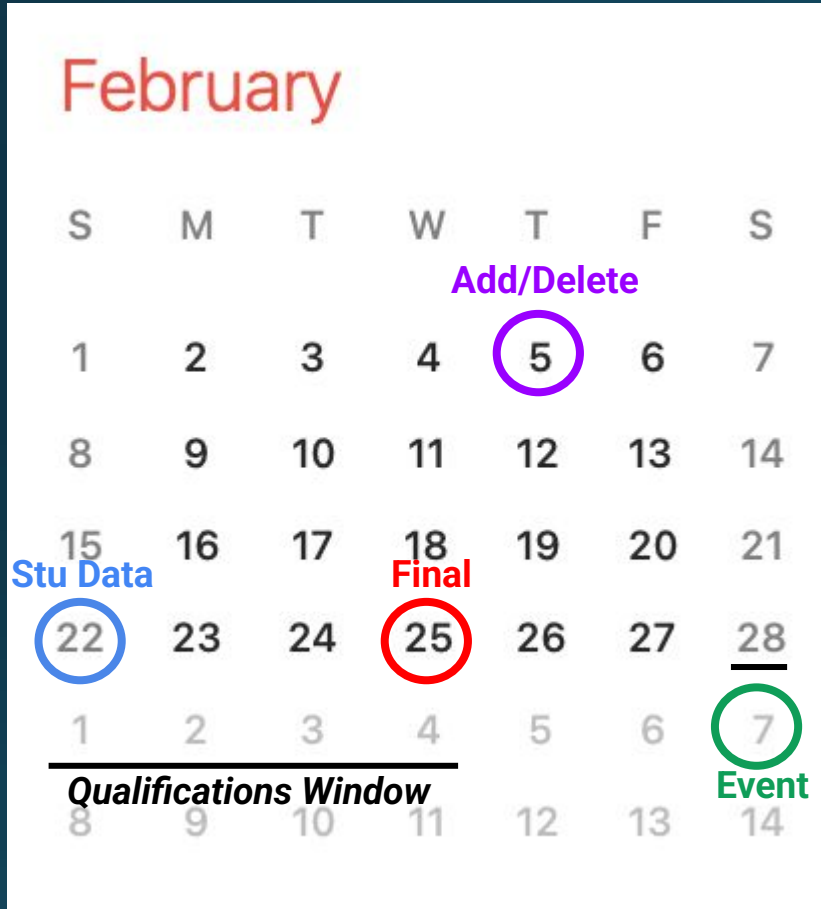 February
S M T W T F S
Add/Delete
1 2 3 4 5 6 7
8 9 10 11 12 13 14
15 16 17 18 19 20 21
Stu Data Final
22 23 24 25 26 27 28
1 2 3 4 5 6 7
Qualifications Window Event
8 9 10 11 12 13 14